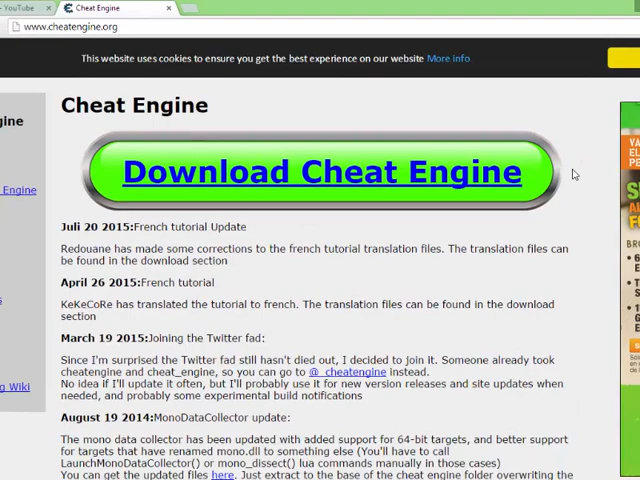 - YouTube
Cheat Engine
www.cheatengine.org
This website uses cookies to ensure you get the best experience on our website More info
Cheat Engine
Download Cheat Engine
Juli 20 2015:French tutorial Update
Redouane has made some corrections to the french tutorial translation files. The translation files can
be found in the download section
April 26 2015:French tutorial
KeKeCoRe has translated the tutorial to french. The translation files can be found in the download
section
March 19 2015:Joining the Twitter fad:
Since I'm surprised the Twitter fad still hasn't died out, I decided to join it. Someone already took
cheatengine and cheat_engine, so you can go to @_cheatengine instead.
No idea if I'll update it often, but I'll probably use it for new version releases and site updates when
needed, and probably some experimental build notifications
August 19 2014:MonoDataCollector update:
The mono data collector has been updated with added support for 64-bit targets, and better support
for targets that have renamed mono.dll to something else (You'll have to call
LaunchMonoDataCollector() or mono_dissect() lua commands manually in those cases)
You can get the updated files here. Just extract to the base of the cheat engine folder overwriting the
gine
Engine
s
g Wiki
YA
EL
PE
BRO